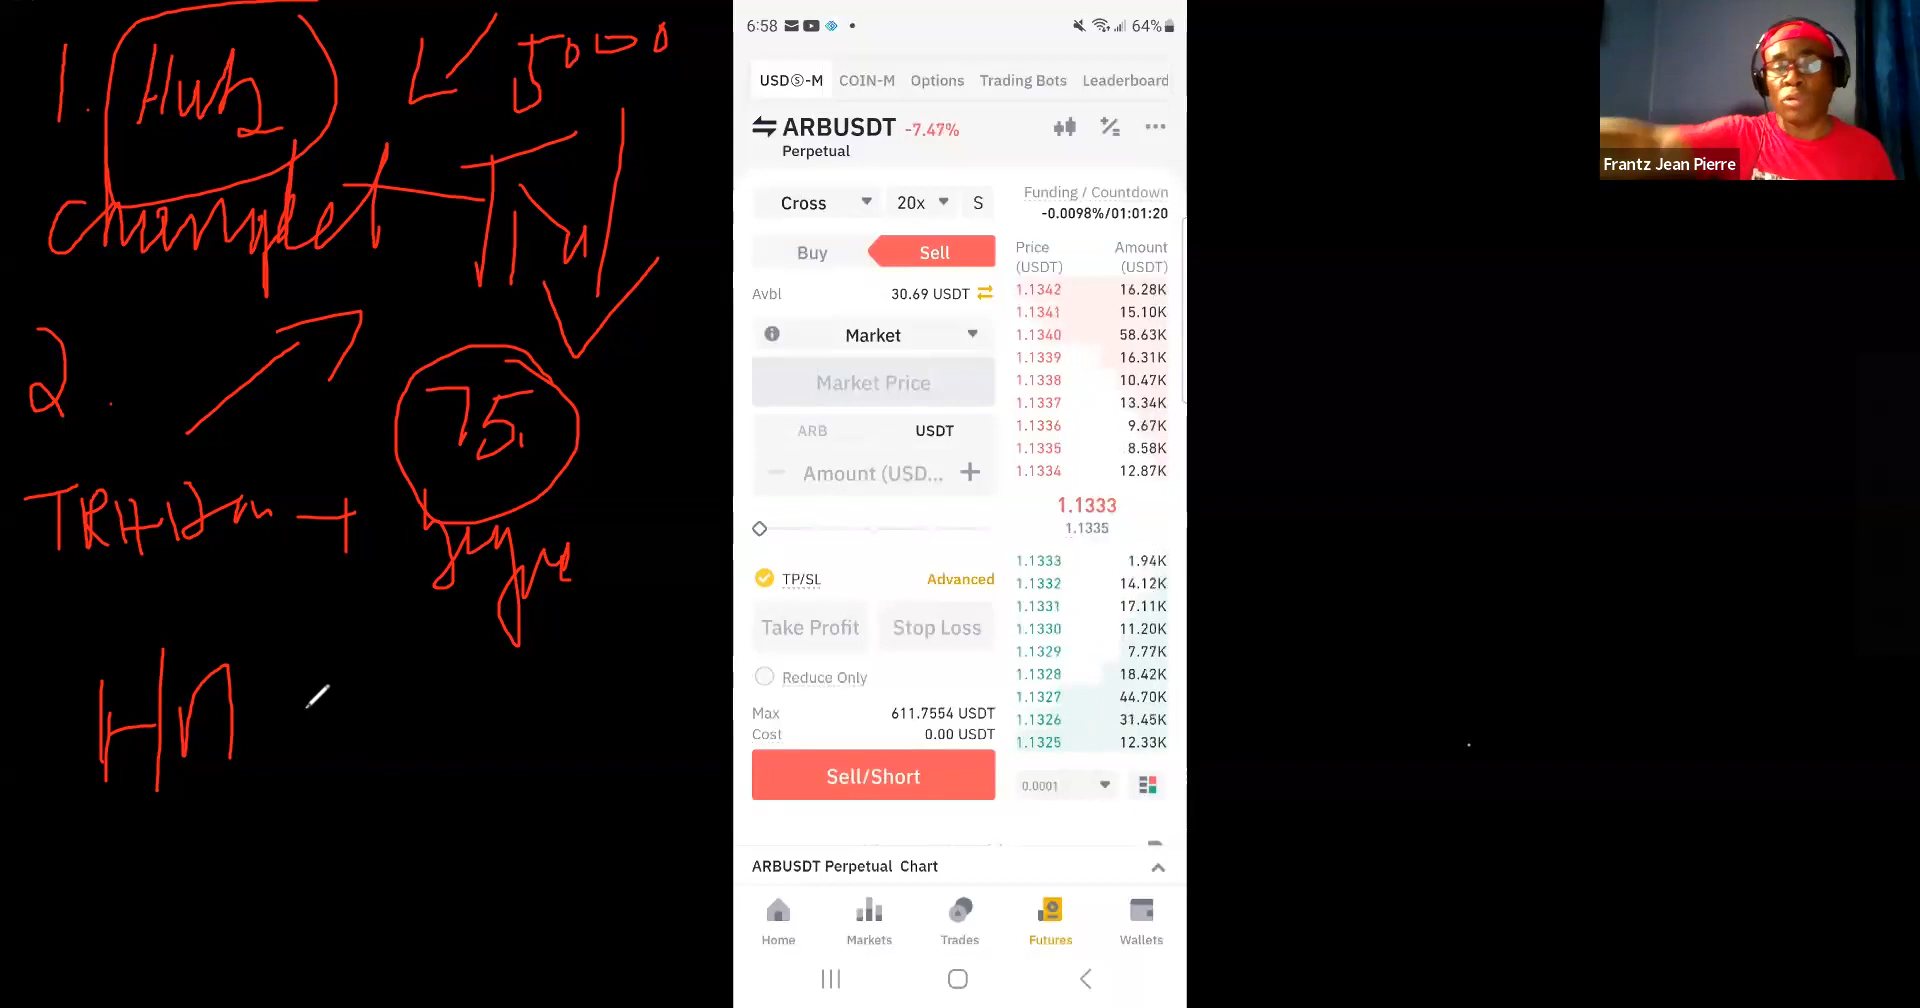 1. Hub 5000
2.
75
Hn
6:58 64%
USDⓈ-M COIN-M Options Trading Bots Leaderboard
ARBUSDT -7.47%
Perpetual
Cross 20x S
Funding / Countdown
-0.0098%/01:01:20
Buy Sell
Price Amount
(USDT) (USDT)
Avbl 30.69 USDT
1.1342 16.28K
1.1341 15.10K
Market
1.1340 58.63K
1.1339 16.31K
Market Price
1.1338 10.47K
1.1337 13.34K
ARB USDT
1.1336 9.67K
1.1335 8.58K
Amount (USD...
1.1334 12.87K
1.1333
1.1335
1.1333 1.94K
TP/SL Advanced
1.1332 14.12K
1.1331 17.11K
Take Profit Stop Loss
1.1330 11.20K
1.1329 7.77K
Reduce Only
1.1328 18.42K
1.1327 44.70K
Max 611.7554 USDT
1.1326 31.45K
Cost 0.00 USDT
1.1325 12.33K
Sell/Short
0.0001
ARBUSDT Perpetual Chart
Home Markets Trades Futures Wallets
Frantz Jean Pierre